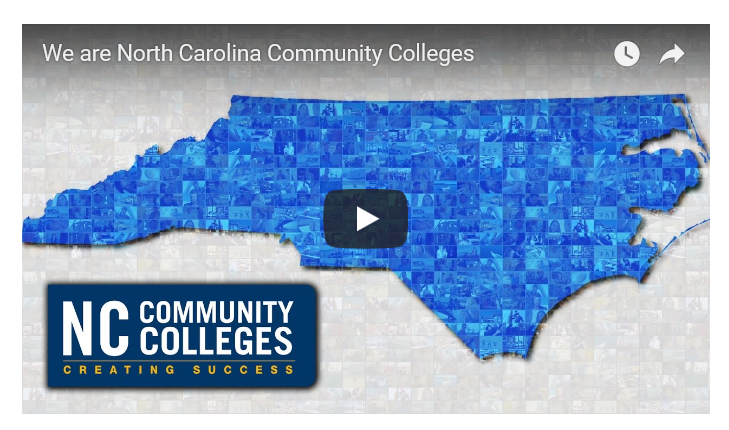 We are North Carolina Community Colleges
NC COMMUNITY
COLLEGES
CREATING SUCCESS